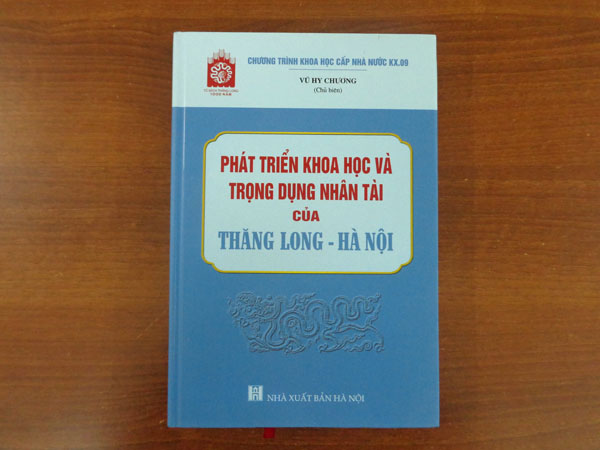 CHƯƠNG TRÌNH KHOA HỌC CẤP NHÀ NƯỚC KX.09
VŨ HY CHƯƠNG
(Chủ biên)
PHÁT TRIỂN KHOA HỌC VÀ
TRỌNG DỤNG NHÂN TÀI
CỦA
THĂNG LONG - HÀ NỘI
NHÀ XUẤT BẢN HÀ NỘI